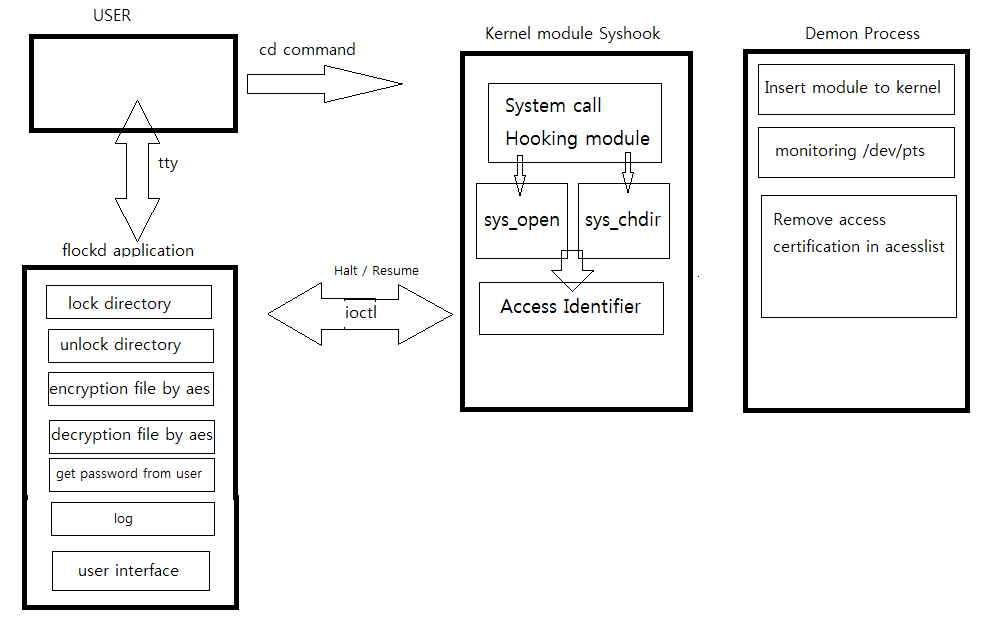 USER
cd command
tty
flockd application
lock directory
unlock directory
encryption file by aes
decryption file by aes
get password from user
log
user interface
Halt / Resume
ioctl
Kernel module Syshook
System call
Hooking module
sys_open
sys_chdir
Access Identifier
Demon Process
Insert module to kernel
monitoring /dev/pts
Remove access
certification in acesslist